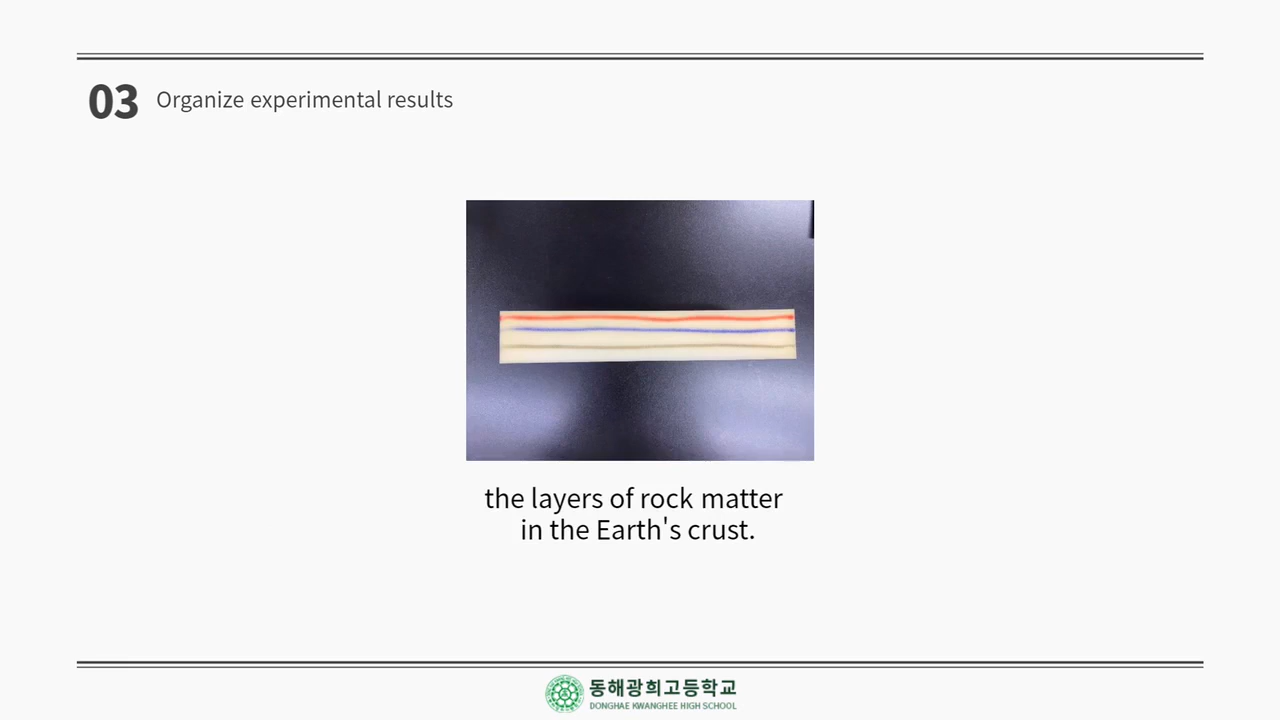 03 Organize experimental results
the layers of rock matter
in the Earth's crust.
동해광희고등학교
DONGHAE KWANGHEE HIGH SCHOOL